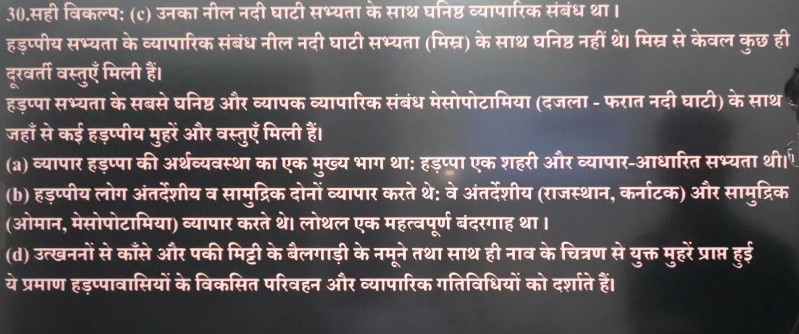 30.सही विकल्प: (c) उनका नील नदी घाटी सभ्यता के साथ घनिष्ठ व्यापारिक संबंध था।
हड़प्पीय सभ्यता के व्यापारिक संबंध नील नदी घाटी सभ्यता (मिस्र) के साथ घनिष्ठ नहीं थे। मिस्र से केवल कुछ ही
दूरवर्ती वस्तुएँ मिली हैं।
हड़प्पा सभ्यता के सबसे घनिष्ठ और व्यापक व्यापारिक संबंध मेसोपोटामिया (दजला - फरात नदी घाटी) के साथ
जहाँ से कई हड़प्पीय मुहरें और वस्तुएँ मिली हैं।
(a) व्यापार हड़प्पा की अर्थव्यवस्था का एक मुख्य भाग था: हड़प्पा एक शहरी और व्यापार-आधारित सभ्यता थी।
(b) हड़प्पीय लोग अंतर्देशीय व सामुद्रिक दोनों व्यापार करते थे: वे अंतर्देशीय (राजस्थान, कर्नाटक) और सामुद्रिक
(ओमान, मेसोपोटामिया) व्यापार करते थे। लोथल एक महत्वपूर्ण बंदरगाह था।
(d) उत्खननों से काँसे और पकी मिट्टी के बैलगाड़ी के नमूने तथा साथ ही नाव के चित्रण से युक्त मुहरें प्राप्त हुई
ये प्रमाण हड़प्पावासियों के विकसित परिवहन और व्यापारिक गतिविधियों को दर्शाते हैं।